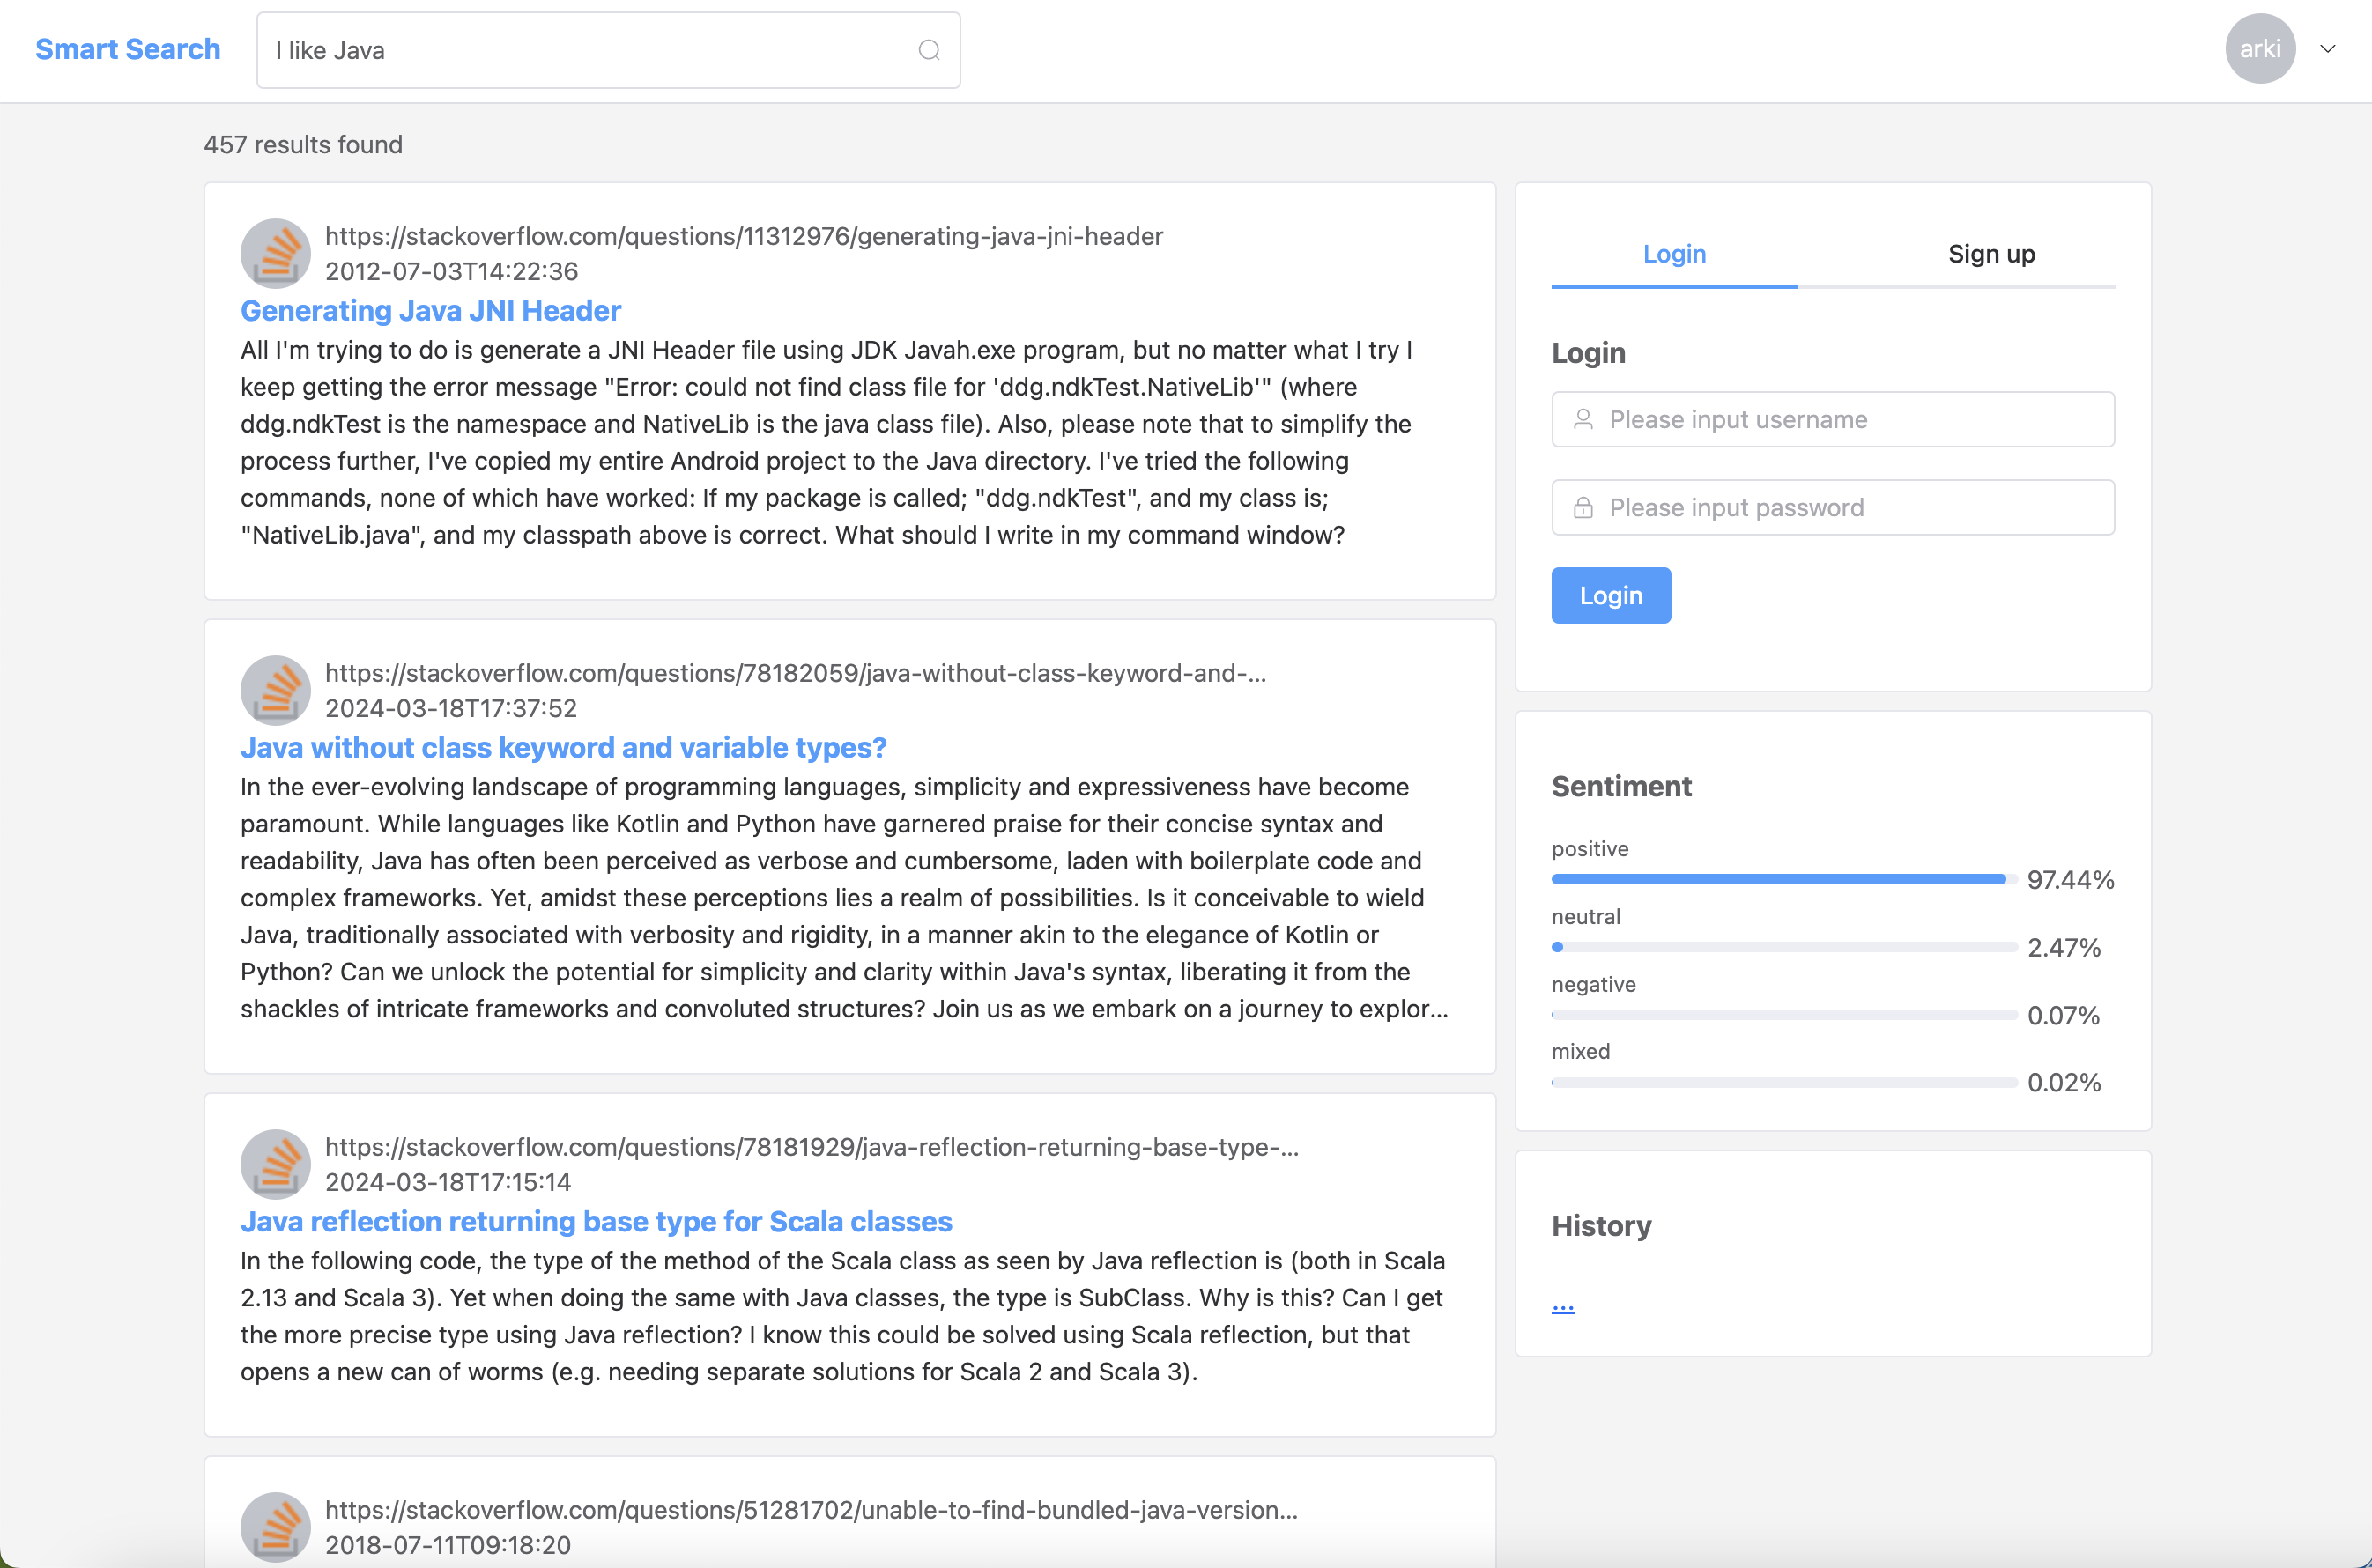 Smart Search
I like Java
arki
457 results found
https://stackoverflow.com/questions/11312976/generating-java-jni-header
2012-07-03T14:22:36
Generating Java JNI Header
All I'm trying to do is generate a JNI Header file using JDK Javah.exe program, but no matter what I try I
keep getting the error message "Error: could not find class file for 'ddg.ndkTest.NativeLib'" (where
ddg.ndkTest is the namespace and NativeLib is the java class file). Also, please note that to simplify the
process further, I've copied my entire Android project to the Java directory. I've tried the following
commands, none of which have worked: If my package is called; "ddg.ndkTest", and my class is;
"NativeLib.java", and my classpath above is correct. What should I write in my command window?
https://stackoverflow.com/questions/78182059/java-without-class-keyword-and-...
2024-03-18T17:37:52
Java without class keyword and variable types?
In the ever-evolving landscape of programming languages, simplicity and expressiveness have become
paramount. While languages like Kotlin and Python have garnered praise for their concise syntax and
readability, Java has often been perceived as verbose and cumbersome, laden with boilerplate code and
complex frameworks. Yet, amidst these perceptions lies a realm of possibilities. Is it conceivable to wield
Java, traditionally associated with verbosity and rigidity, in a manner akin to the elegance of Kotlin or
Python? Can we unlock the potential for simplicity and clarity within Java's syntax, liberating it from the
shackles of intricate frameworks and convoluted structures? Join us as we embark on a journey to explor...
https://stackoverflow.com/questions/78181929/java-reflection-returning-base-type-...
2024-03-18T17:15:14
Java reflection returning base type for Scala classes
In the following code, the type of the method of the Scala class as seen by Java reflection is (both in Scala
2.13 and Scala 3). Yet when doing the same with Java classes, the type is SubClass. Why is this? Can I get
the more precise type using Java reflection? I know this could be solved using Scala reflection, but that
opens a new can of worms (e.g. needing separate solutions for Scala 2 and Scala 3).
https://stackoverflow.com/questions/51281702/unable-to-find-bundled-java-version...
2018-07-11T09:18:20
Login
Sign up
Login
Please input username
Please input password
Login
Sentiment
positive
97.44%
neutral
2.47%
negative
0.07%
mixed
0.02%
History
...